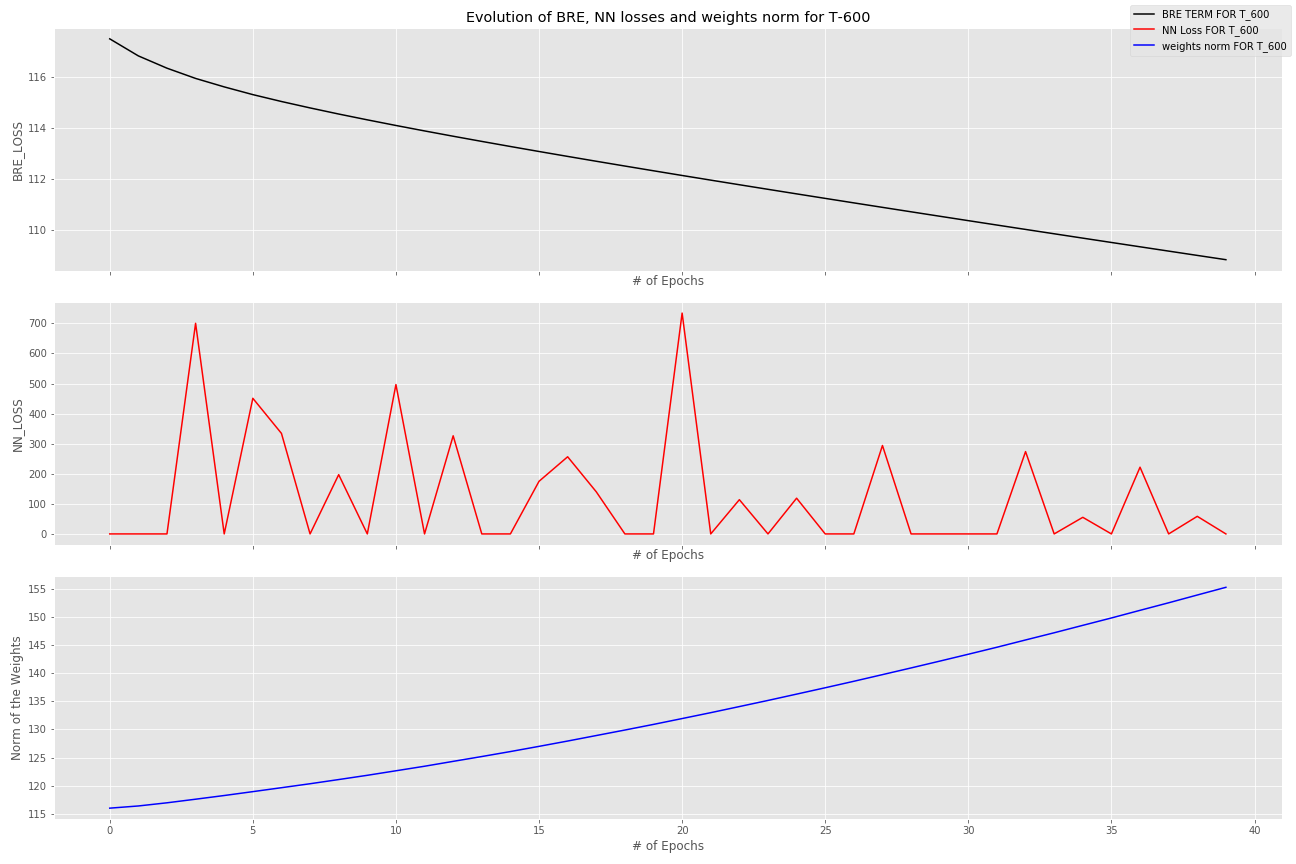 Evolution of BRE, NN losses and weights norm for T-600
BRE TERM FOR T_600
NN Loss FOR T_600
weights norm FOR T_600
BRE_LOSS
116
114
112
110
# of Epochs
NN_LOSS
700
600
500
400
300
200
100
0
# of Epochs
Norm of the Weights
155
150
145
140
135
130
125
120
115
0 5 10 15 20 25 30 35 40
# of Epochs